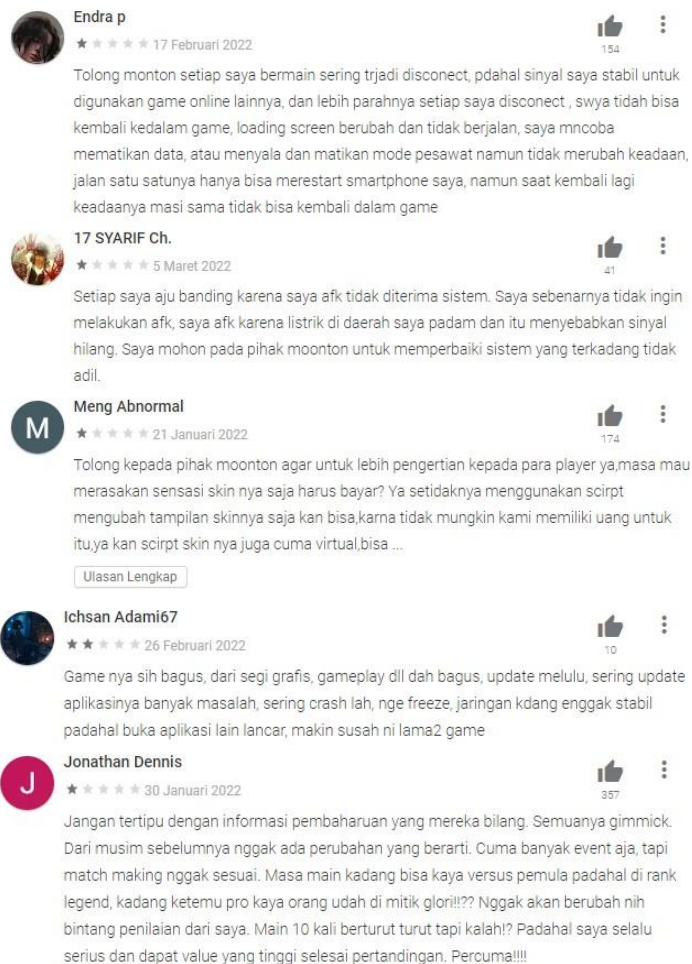 Endra p
17 Februari 2022
154
Tolong monton setiap saya bermain sering trjadi disconect, pdahal sinyal saya stabil untuk
digunakan game online lainnya, dan lebih parahnya setiap saya disconect , swya tidah bisa
kembali kedalam game, loading screen berubah dan tidak berjalan, saya mncoba
mematikan data, atau menyala dan matikan mode pesawat namun tidak merubah keadaan,
jalan satu satunya hanya bisa merestart smartphone saya, namun saat kembali lagi
keadaanya masi sama tidak bisa kembali dalam game
17 SYARIF Ch.
5 Maret 2022
41
Setiap saya aju banding karena saya afk tidak diterima sistem. Saya sebenarnya tidak ingin
melakukan afk, saya afk karena listrik di daerah saya padam dan itu menyebabkan sinyal
hilang. Saya mohon pada pihak moonton untuk memperbaiki sistem yang terkadang tidak
adil.
M
Meng Abnormal
21 Januari 2022
174
Tolong kepada pihak moonton agar untuk lebih pengertian kepada para player ya,masa mau
merasakan sensasi skin nya saja harus bayar? Ya setidaknya menggunakan scirpt
mengubah tampilan skinnya saja kan bisa,karna tidak mungkin kami memiliki uang untuk
itu,ya kan scirpt skin nya juga cuma virtual,bisa ...
Ulasan Lengkap
Ichsan Adami67
26 Februari 2022
10
Game nya sih bagus, dari segi grafis, gameplay dll dah bagus, update melulu, sering update
aplikasinya banyak masalah, sering crash lah, nge freeze, jaringan kdang enggak stabil
padahal buka aplikasi lain lancar, makin susah ni lama2 game
J
Jonathan Dennis
30 Januari 2022
357
Jangan tertipu dengan informasi pembaharuan yang mereka bilang. Semuanya gimmick.
Dari musim sebelumnya nggak ada perubahan yang berarti. Cuma banyak event aja, tapi
match making nggak sesuai. Masa main kadang bisa kaya versus pemula padahal di rank
legend, kadang ketemu pro kaya orang udah di mitik glori!!?? Nggak akan berubah nih
bintang penilaian dari saya. Main 10 kali berturut turut tapi kalah!? Padahal saya selalu
serius dan dapat value yang tinggi selesai pertandingan. Percuma!!!!